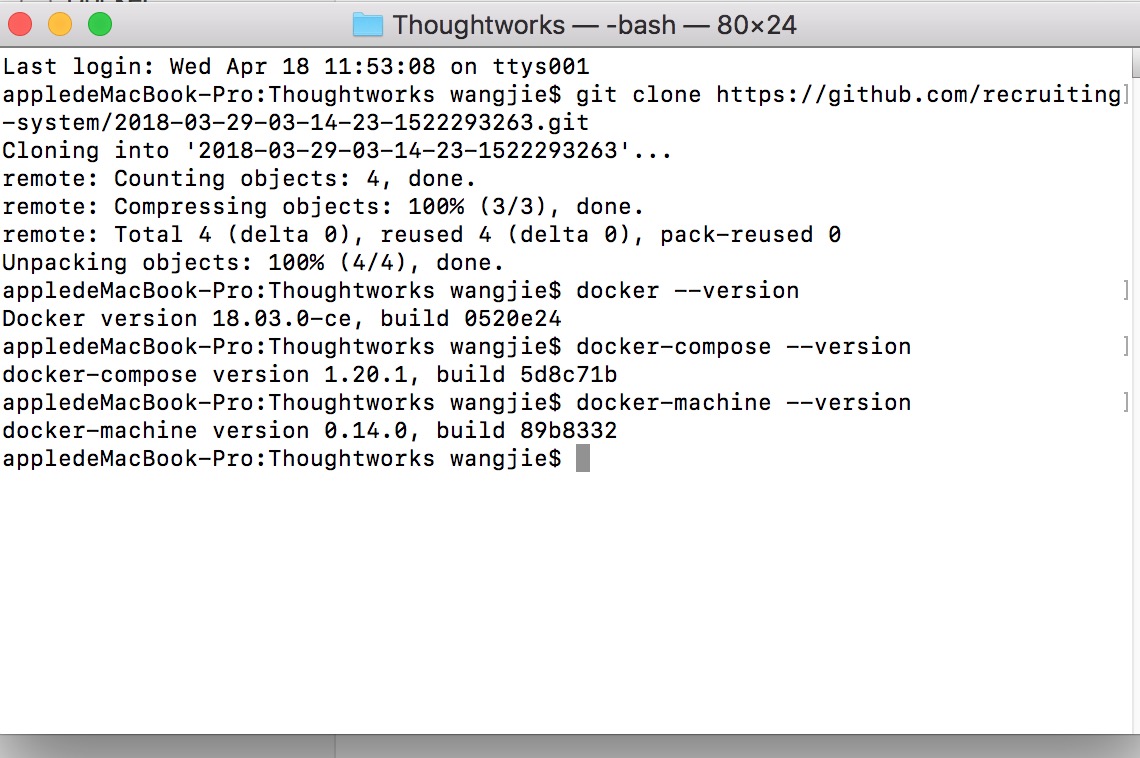 Thoughtworks — -bash — 80×24
Last login: Wed Apr 18 11:53:08 on ttys001
appledeMacBook-Pro:Thoughtworks wangjie$ git clone https://github.com/recruiting]
-system/2018-03-29-03-14-23-1522293263.git
Cloning into '2018-03-29-03-14-23-1522293263'...
remote: Counting objects: 4, done.
remote: Compressing objects: 100% (3/3), done.
remote: Total 4 (delta 0), reused 4 (delta 0), pack-reused 0
Unpacking objects: 100% (4/4), done.
appledeMacBook-Pro:Thoughtworks wangjie$ docker --version ]
Docker version 18.03.0-ce, build 0520e24
appledeMacBook-Pro:Thoughtworks wangjie$ docker-compose --version ]
docker-compose version 1.20.1, build 5d8c71b
appledeMacBook-Pro:Thoughtworks wangjie$ docker-machine --version ]
docker-machine version 0.14.0, build 89b8332
appledeMacBook-Pro:Thoughtworks wangjie$